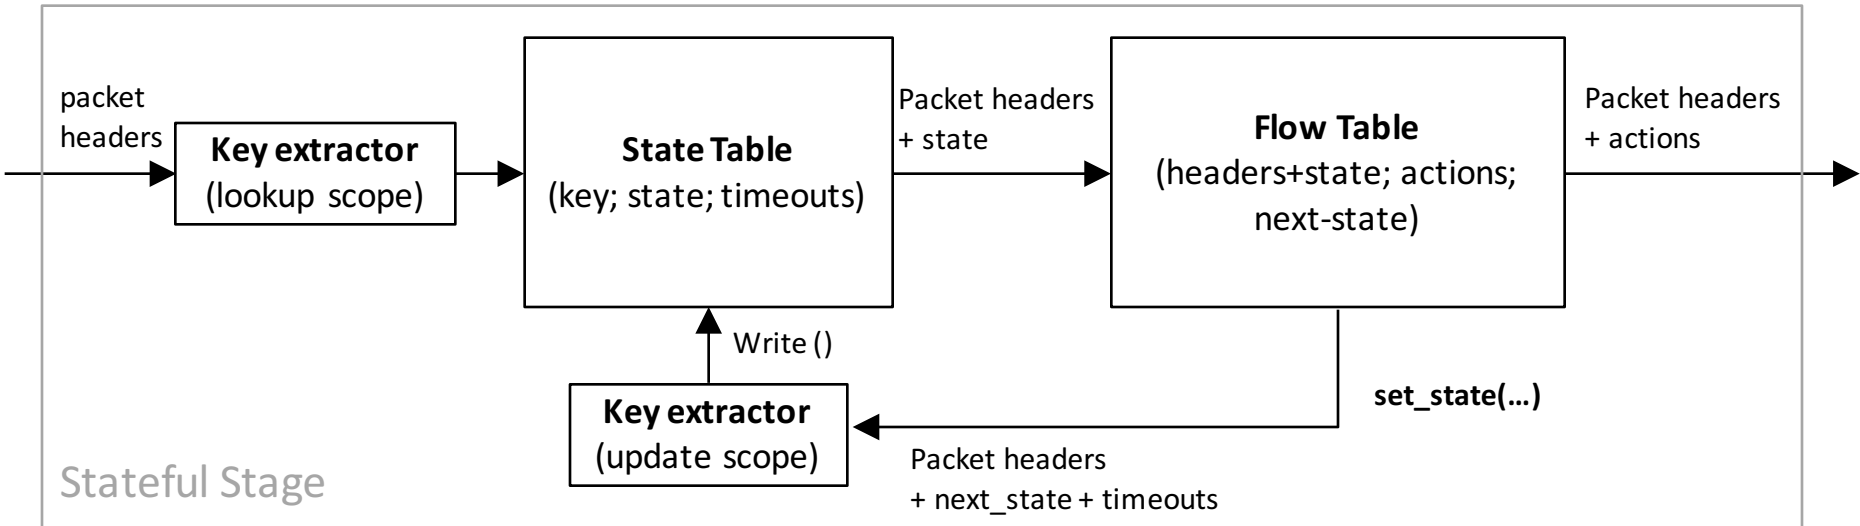 packet
headers
Key extractor
(lookup scope)
State Table
(key; state; timeouts)
Packet headers
+ state
Flow Table
(headers+state; actions;
next-state)
Packet headers
+ actions
Write ()
Key extractor
(update scope)
set_state(...)
Packet headers
+ next_state + timeouts
Stateful Stage